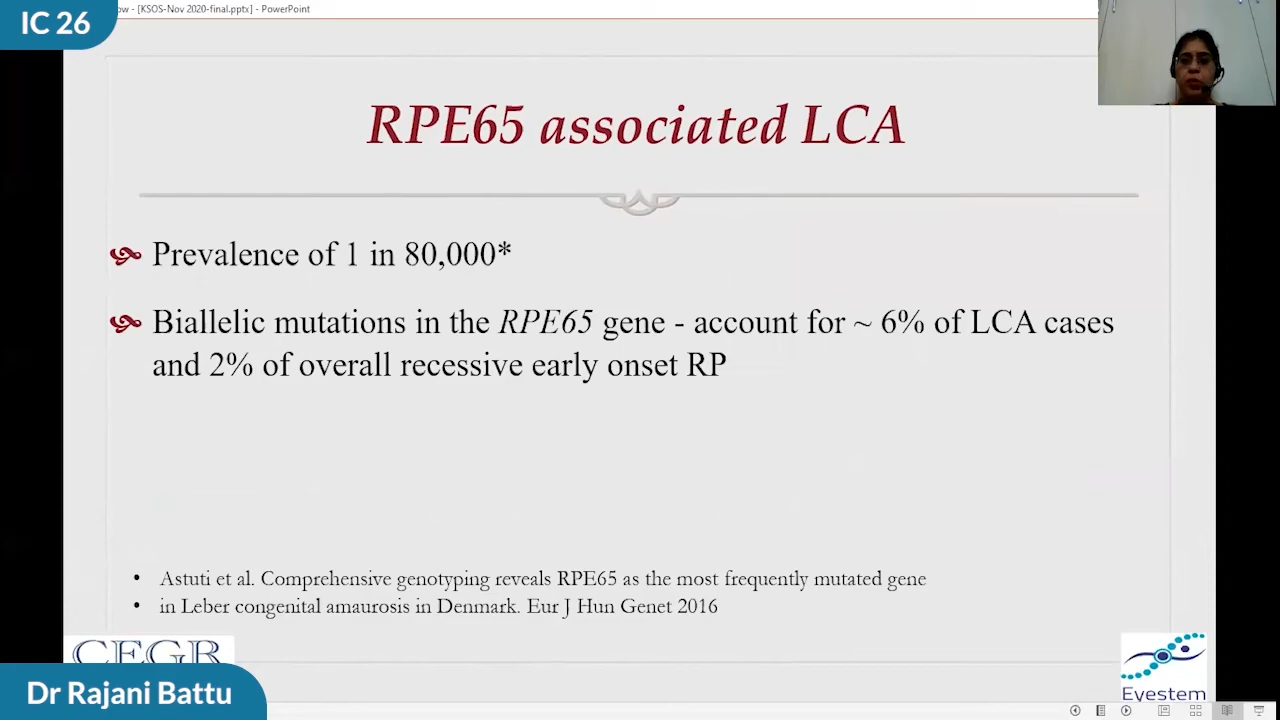 IC 26
ow - [KSOS-Nov 2020-final.pptx] - PowerPoint
RPE65 associated LCA
Prevalence of 1 in 80,000*
Biallelic mutations in the RPE65 gene - account for ~ 6% of LCA cases
and 2% of overall recessive early onset RP
• Astuti et al. Comprehensive genotyping reveals RPE65 as the most frequently mutated gene
• in Leber congenital amaurosis in Denmark. Eur J Hun Genet 2016
CEGR
Eyestem
Dr Rajani Battu